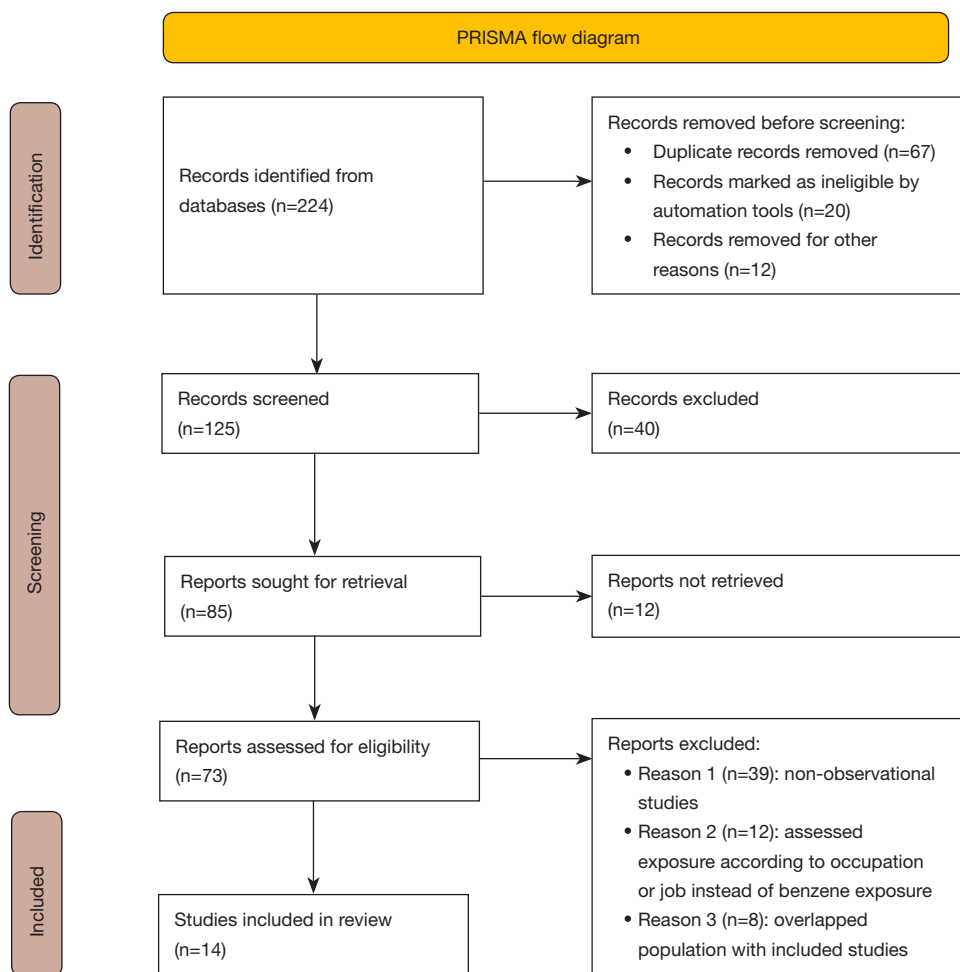 PRISMA flow diagram
Identification
Records identified from
databases (n=224)
Records removed before screening:
• Duplicate records removed (n=67)
• Records marked as ineligible by
automation tools (n=20)
• Records removed for other
reasons (n=12)
Screening
Records screened
(n=125)
Records excluded
(n=40)
Reports sought for retrieval
(n=85)
Reports not retrieved
(n=12)
Reports assessed for eligibility
(n=73)
Reports excluded:
• Reason 1 (n=39): non-observational
studies
• Reason 2 (n=12): assessed
exposure according to occupation
or job instead of benzene exposure
• Reason 3 (n=8): overlapped
population with included studies
Included
Studies included in review
(n=14)